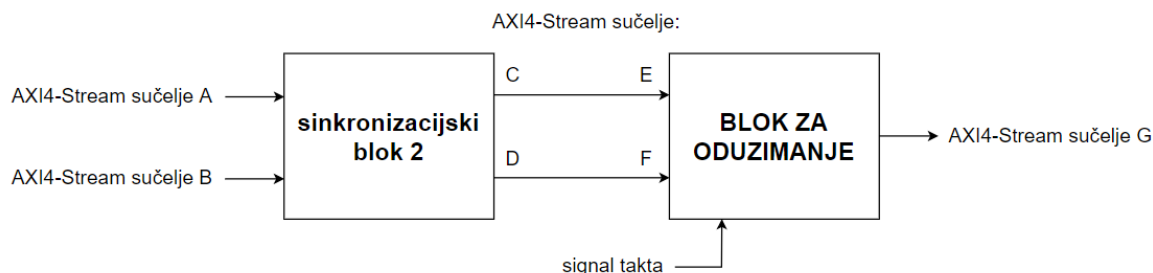 AXI4-Stream sučelje:
AXI4-Stream sučelje A
AXI4-Stream sučelje B
sinkronizacijski
blok 2
C
E
D
F
BLOK ZA
ODUZIMANJE
AXI4-Stream sučelje G
signal takta